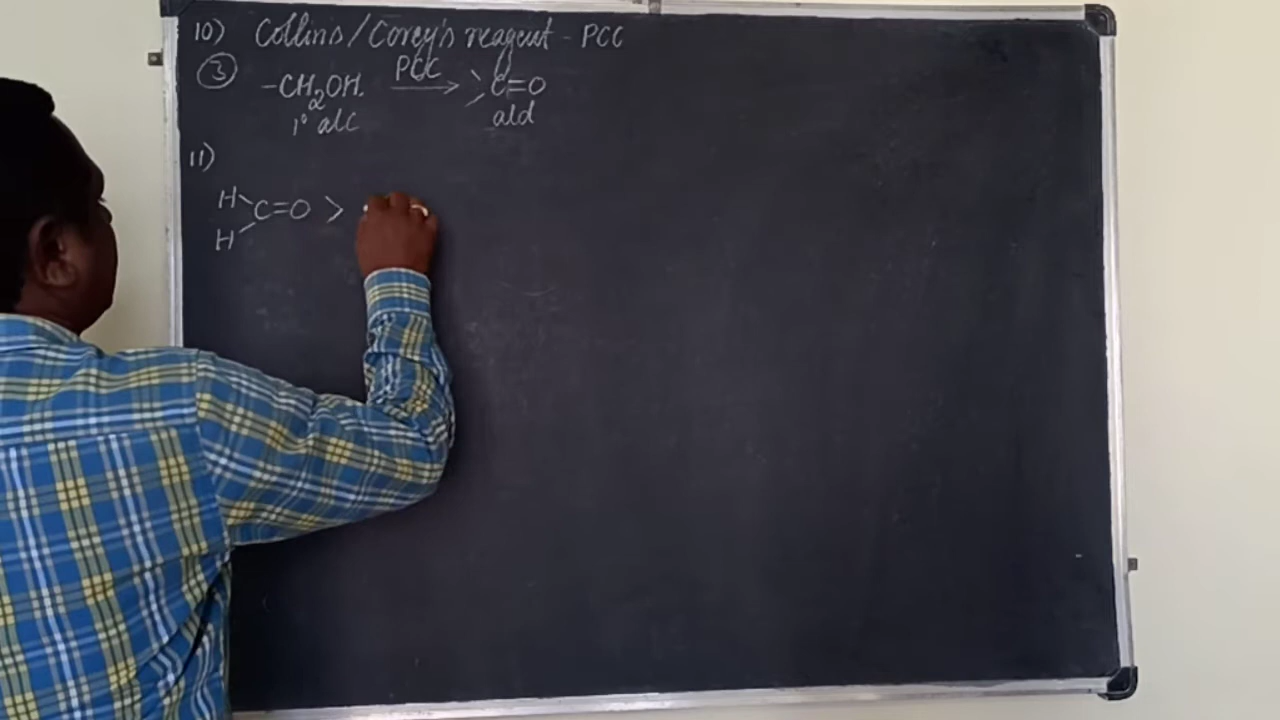 10) Collins/Corey's reagent - PCC
③ -CH₂OH. PCC → >C=O
1° alc ald
11)
H
C=O >
H